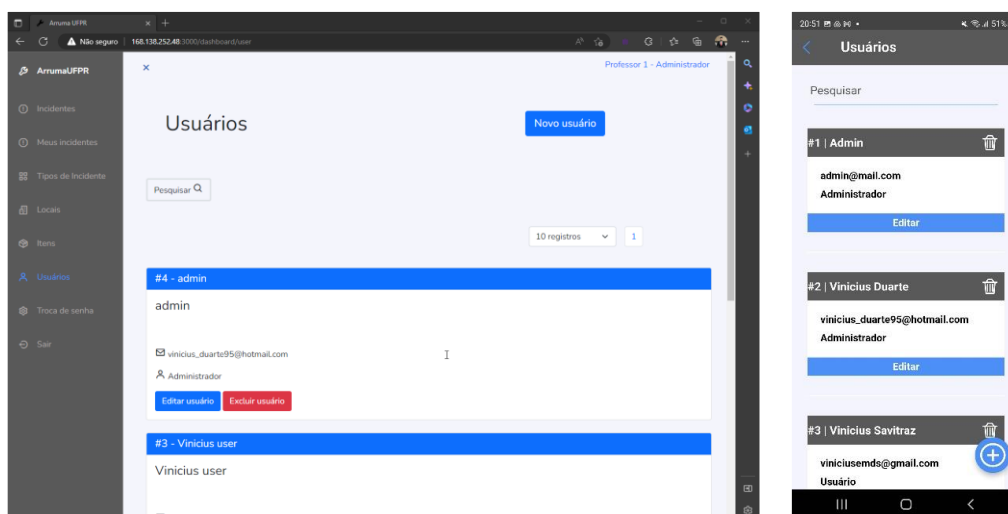 Arruma UFPR
Não seguro | 168.138.252.48:3000/dashboard/user
ArrumaUFPR
Incidentes
Meus incidentes
Tipos de Incidente
Locais
Itens
Usuários
Troca de senha
Sair
Professor 1 - Administrador
Usuários
Novo usuário
Pesquisar
10 registros
1
#4 - admin
admin
vinicius_duarte95@hotmail.com
Administrador
Editar usuário
Excluir usuário
#3 - Vinicius user
Vinicius user
20:51
51%
Usuários
Pesquisar
#1 | Admin
admin@mail.com
Administrador
Editar
#2 | Vinicius Duarte
vinicius_duarte95@hotmail.com
Administrador
Editar
#3 | Vinicius Savitraz
viniciusemds@gmail.com
Usuário